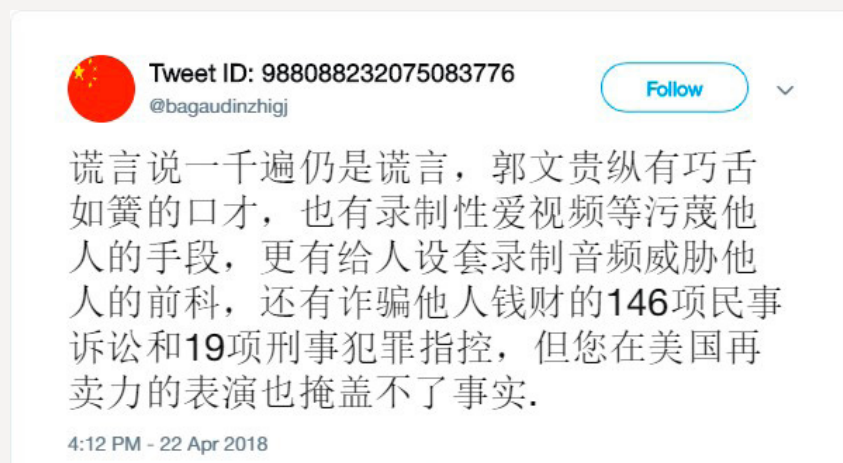 Tweet ID: 988088232075083776
@bagaudinzhigj
Follow
谎言说一千遍仍是谎言，郭文贵纵有巧舌
如簧的口才，也有录制性爱视频等污蔑他
人的手段，更有给人设套录制音频威胁他
人的前科，还有诈骗他人钱财的146项民事
诉讼和19项刑事犯罪指控，但您在美国再
卖力的表演也掩盖不了事实.
4:12 PM - 22 Apr 2018